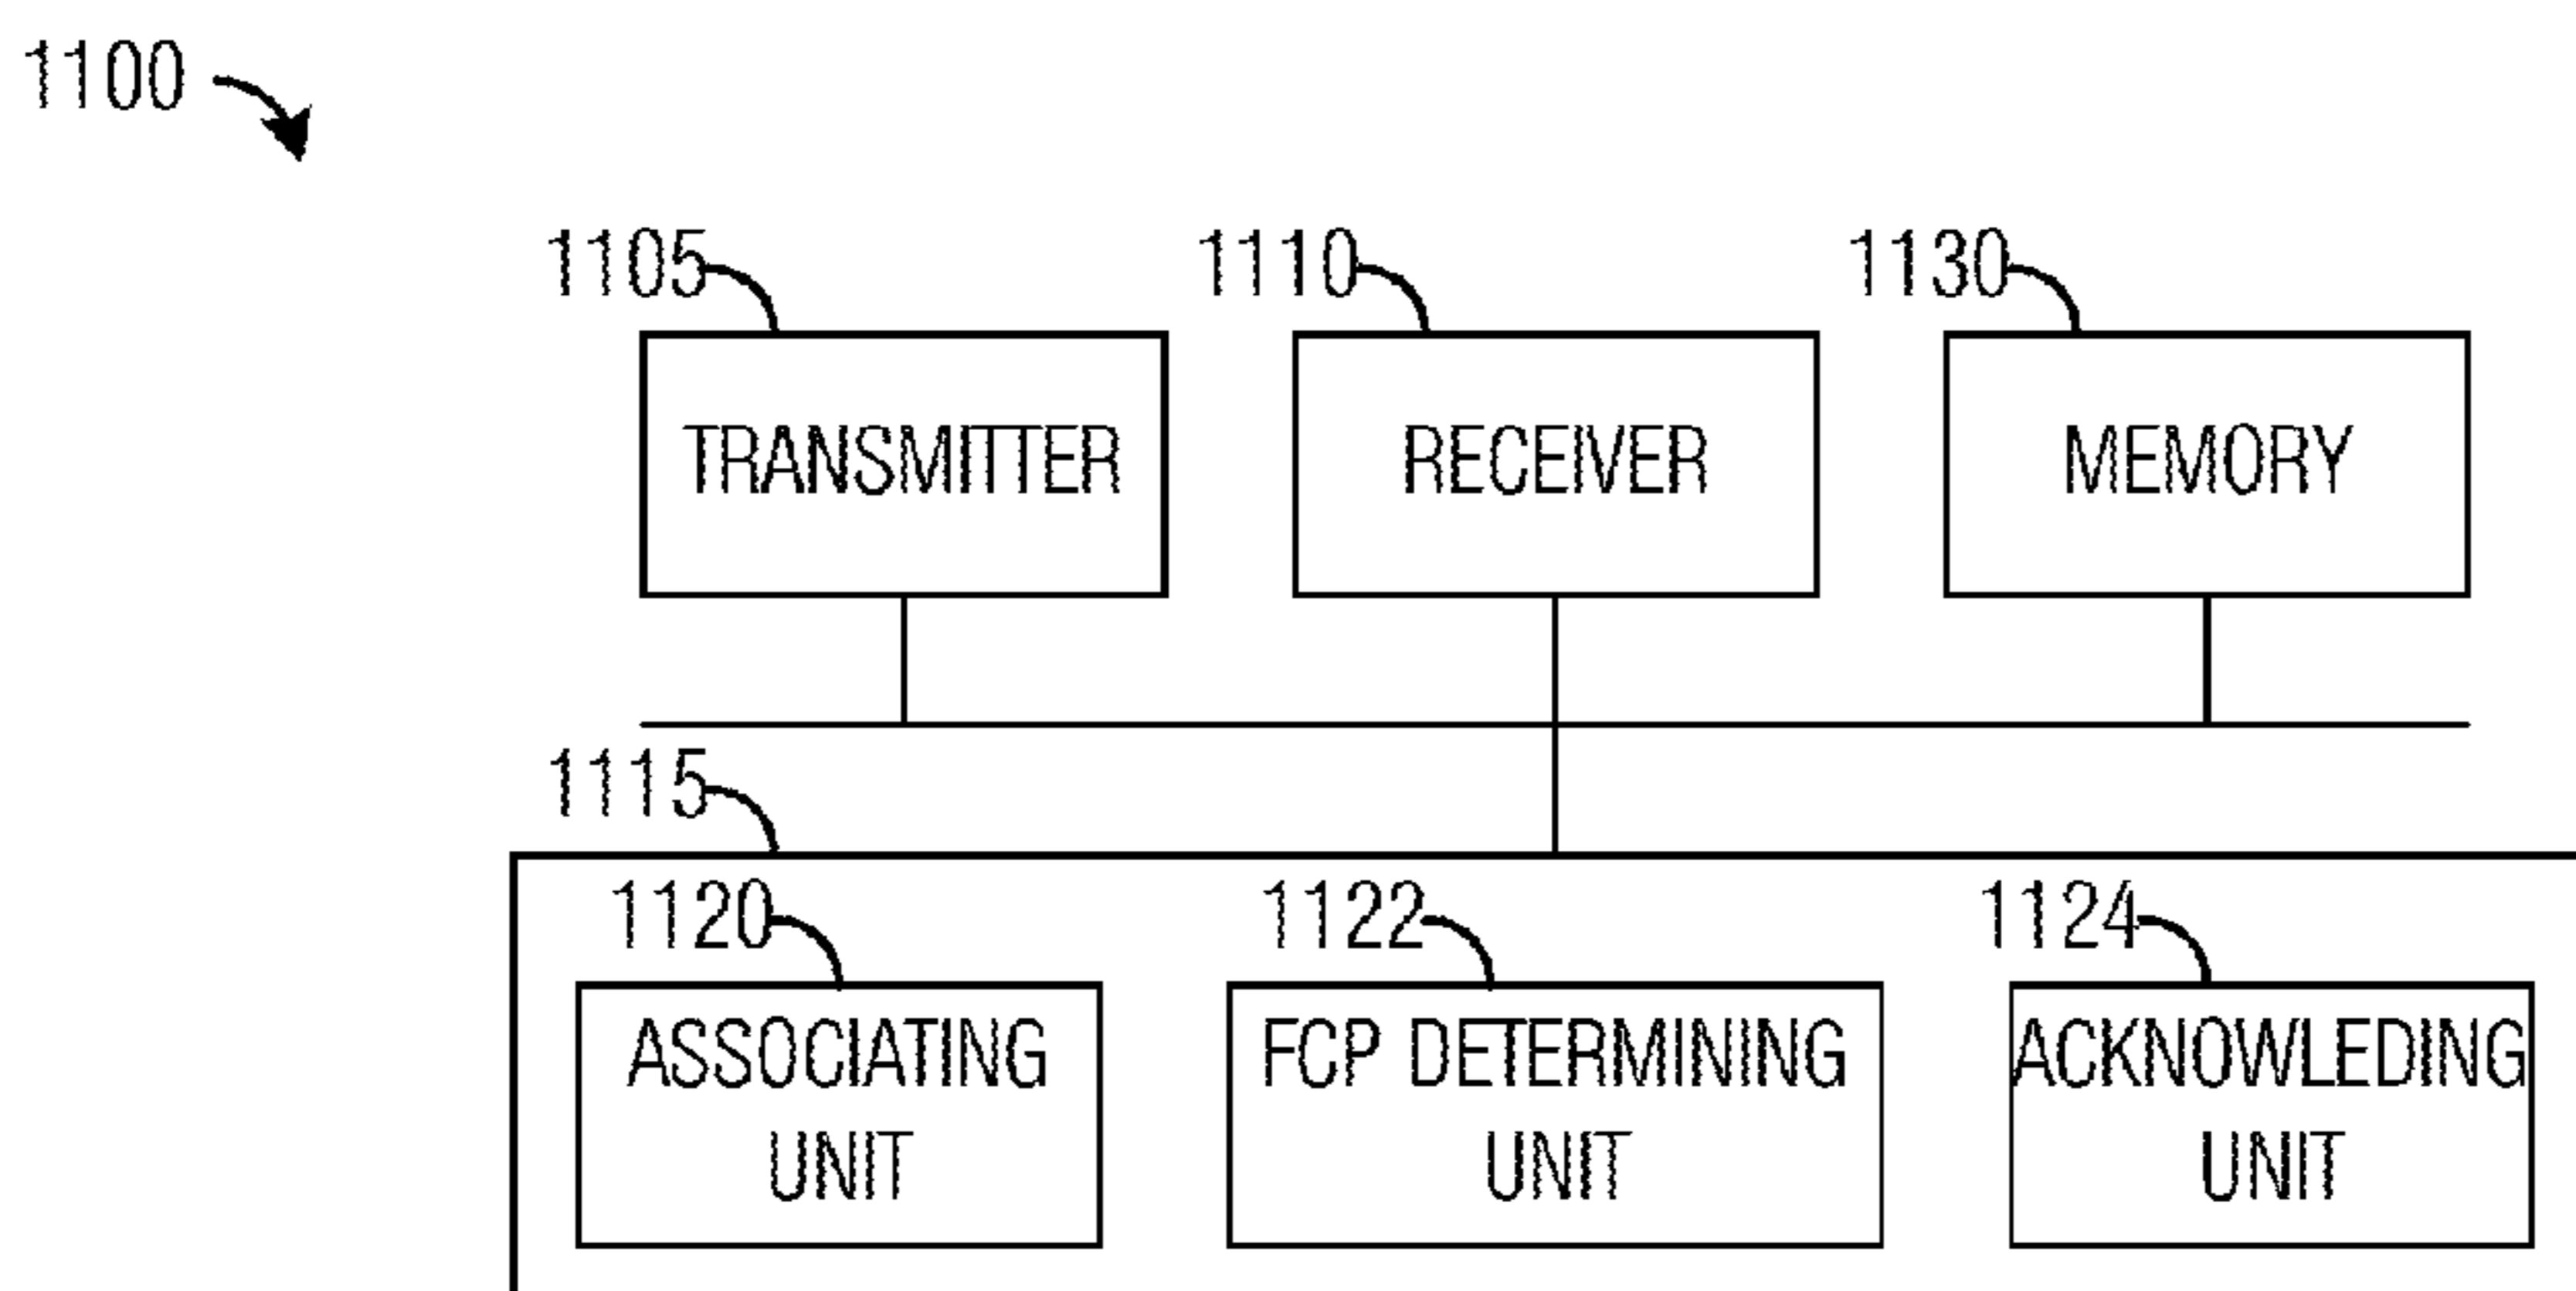 1100
1105
1110
1130
TRANSMITTER
RECEIVER
MEMORY
1115
1120
1122
1124
ASSOCIATING
UNIT
FCP DETERMINING
UNIT
ACKNOWLEDING
UNIT